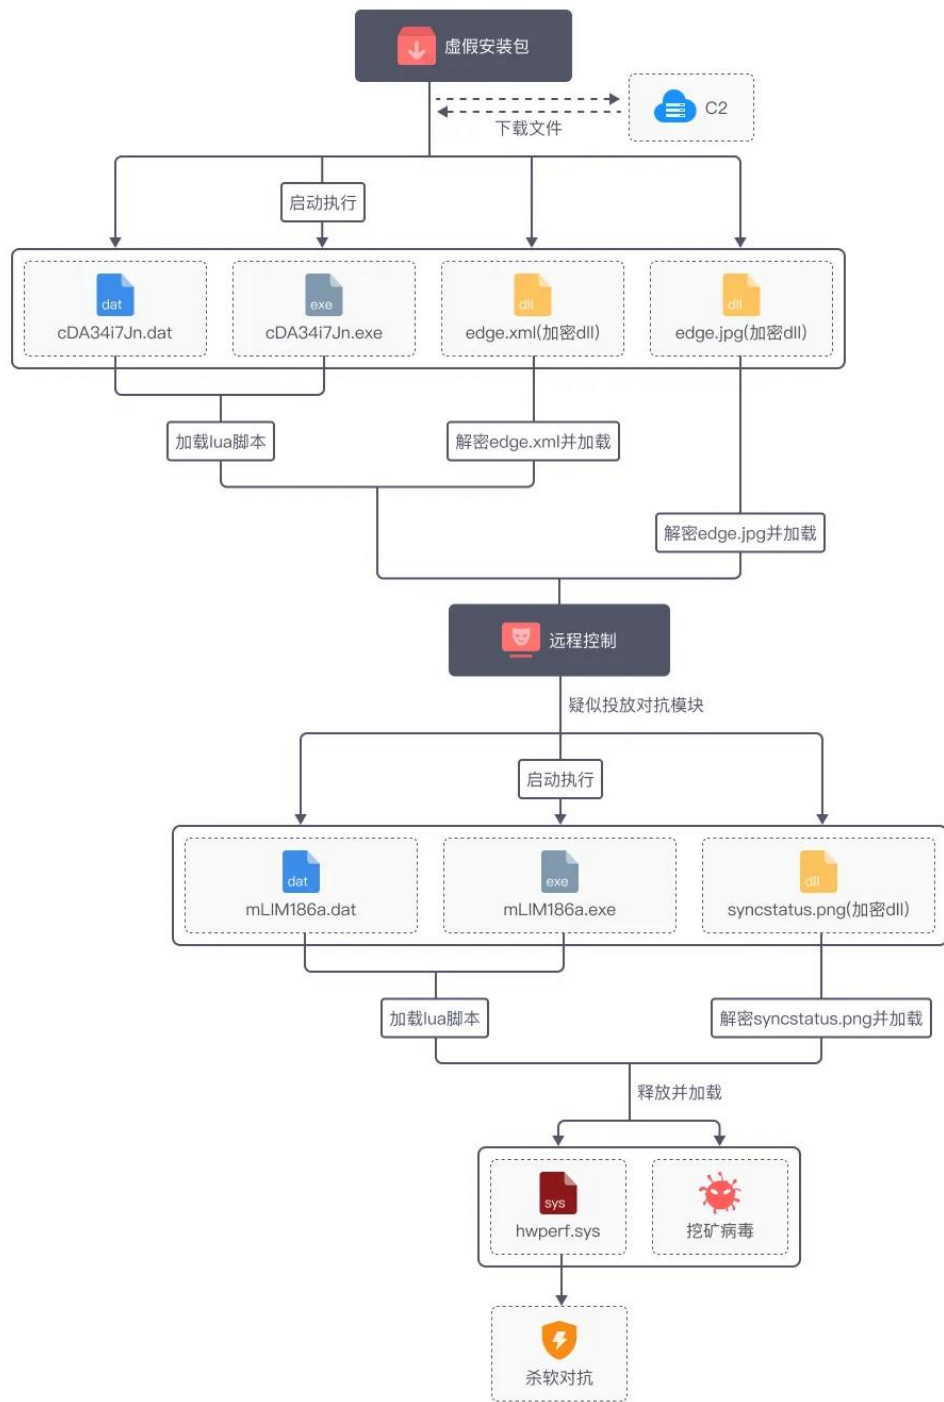 虚假安装包
C2
下载文件
启动执行
dat
exe
dll
dll
cDA34i7Jn.dat
cDA34i7Jn.exe
edge.xml(加密dll)
edge.jpg(加密dll)
加载lua脚本
解密edge.xml并加载
解密edge.jpg并加载
远程控制
疑似投放对抗模块
启动执行
dat
exe
dll
mLIM186a.dat
mLIM186a.exe
syncstatus.png(加密dll)
加载lua脚本
解密syncstatus.png并加载
释放并加载
sys
hwperf.sys
挖矿病毒
杀软对抗